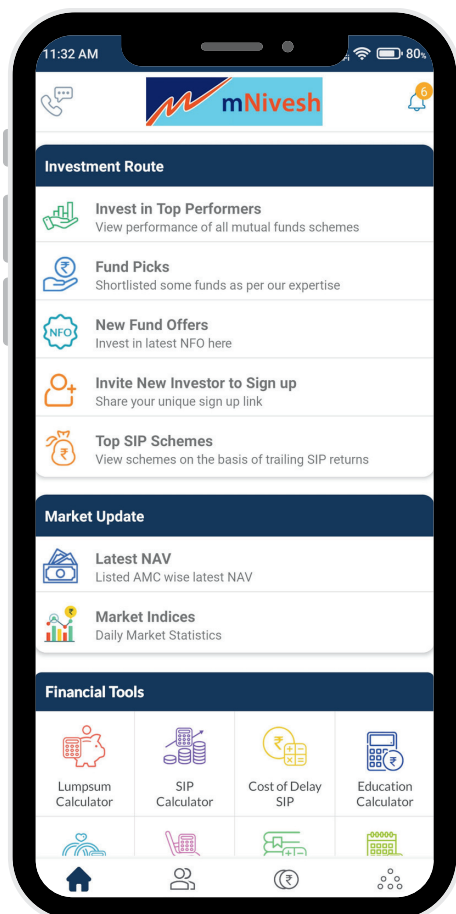 11:32 AM
80%
mNivesh
6
Investment Route
Invest in Top Performers
View performance of all mutual funds schemes
₹
Fund Picks
Shortlisted some funds as per our expertise
NFO
New Fund Offers
Invest in latest NFO here
Invite New Investor to Sign up
Share your unique sign up link
₹
Top SIP Schemes
View schemes on the basis of trailing SIP returns
Market Update
Latest NAV
Listed AMC wise latest NAV
₹
Market Indices
Daily Market Statistics
Financial Tools
₹
₹
Lumpsum
Calculator
SIP
Calculator
Cost of Delay
SIP
Education
Calculator
₹